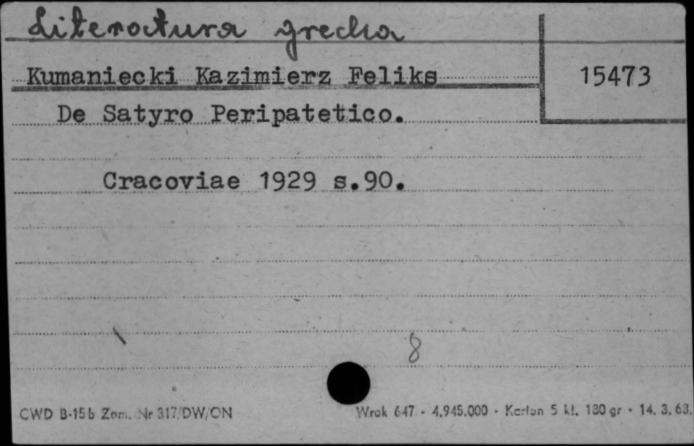 Literatura grecka
Kumaniecki Kazimierz Feliks
15473
De Satyro Peripatetico.
Cracoviae 1929 s.90.
8
CWD B-15b Zam. Nr 317/DW/ON
Wrok 647 - 4.945.000 - Karton 5 kl. 180 gr - 14. 3. 63.